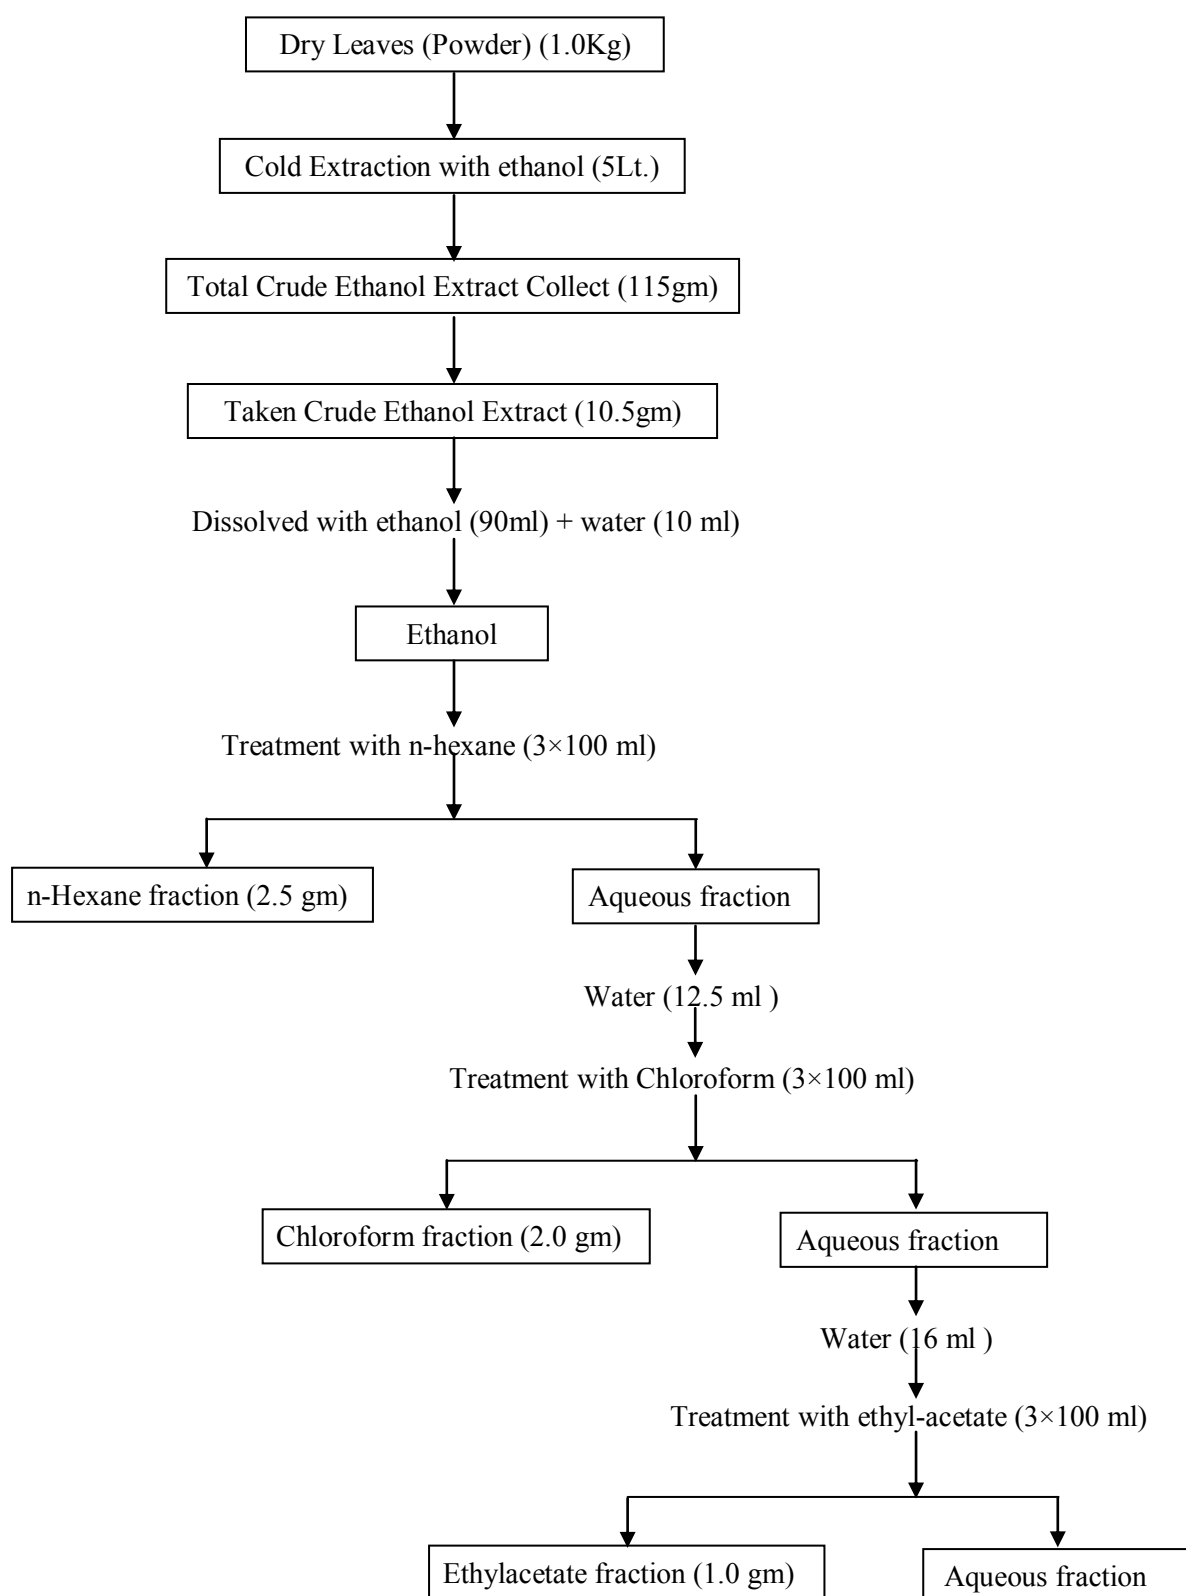 Dry Leaves (Powder) (1.0Kg)
Cold Extraction with ethanol (5Lt.)
Total Crude Ethanol Extract Collect (115gm)
Taken Crude Ethanol Extract (10.5gm)
Dissolved with ethanol (90ml) + water (10 ml)
Ethanol
Treatment with n-hexane (3×100 ml)
n-Hexane fraction (2.5 gm)
Aqueous fraction
Water (12.5 ml )
Treatment with Chloroform (3×100 ml)
Chloroform fraction (2.0 gm)
Aqueous fraction
Water (16 ml )
Treatment with ethyl-acetate (3×100 ml)
Ethylacetate fraction (1.0 gm)
Aqueous fraction